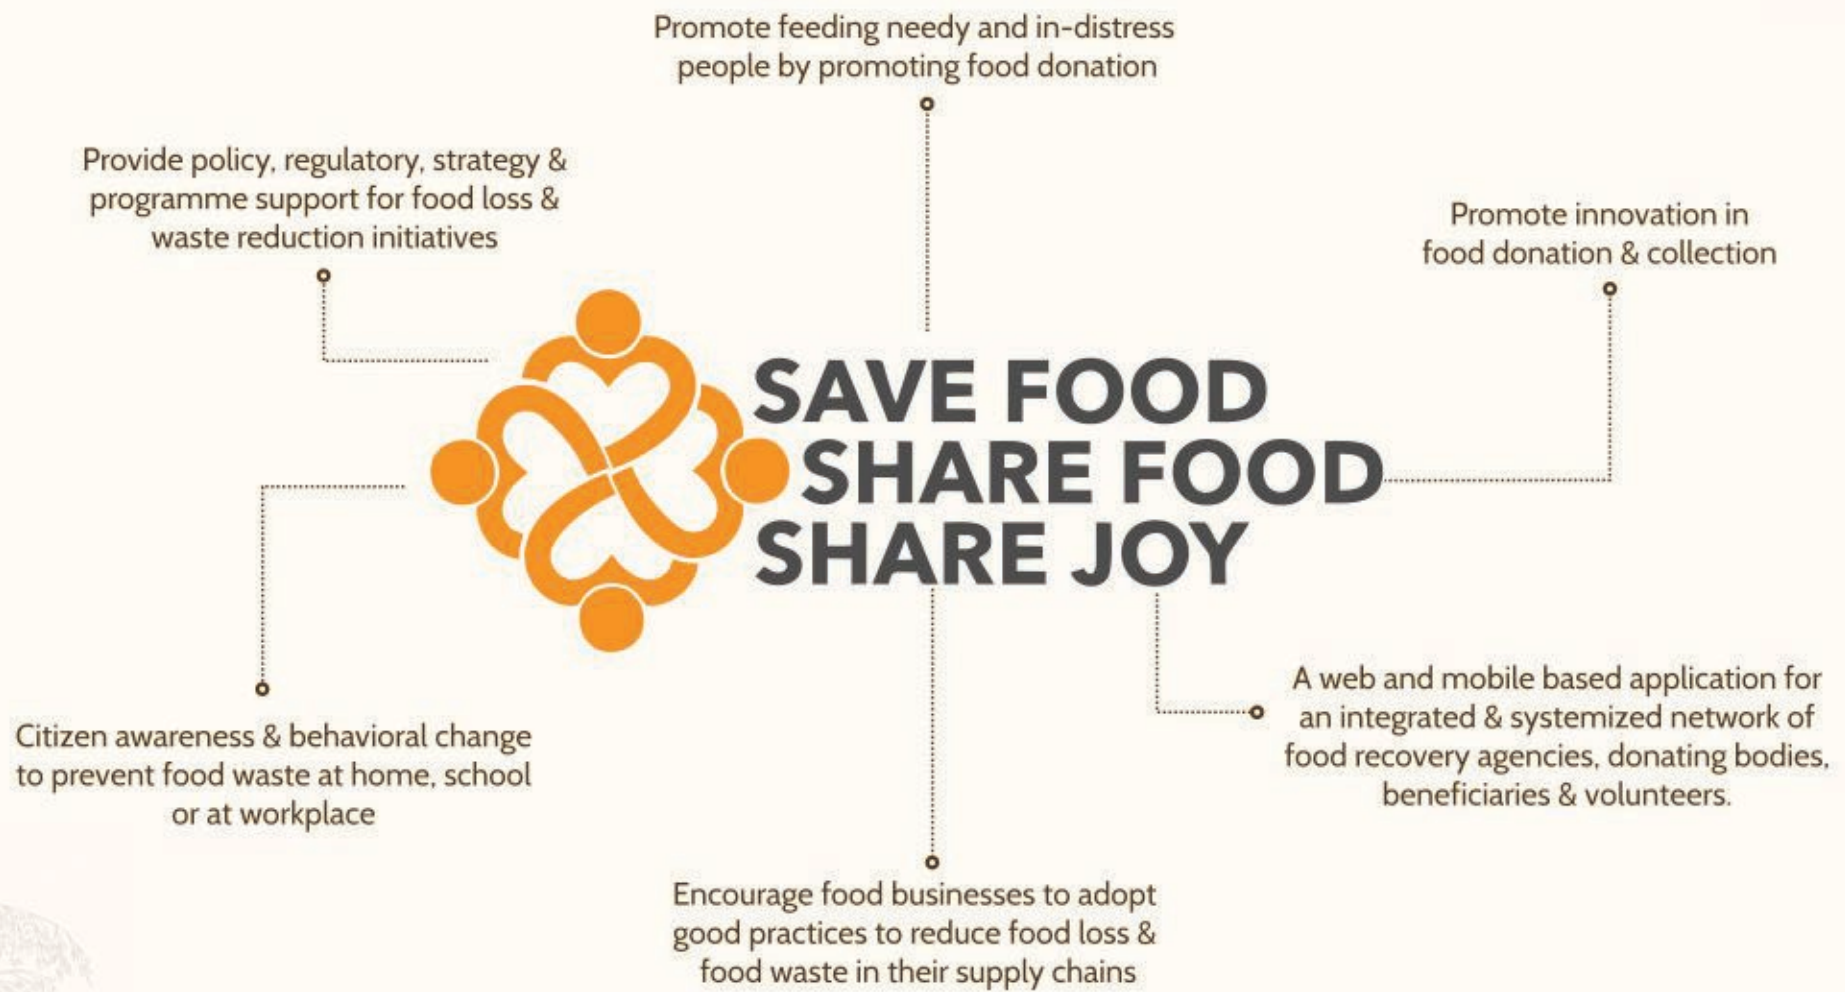 Promote feeding needy and in-distress
people by promoting food donation
Provide policy, regulatory, strategy &
programme support for food loss &
waste reduction initiatives
Promote innovation in
food donation & collection
SAVE FOOD
SHARE FOOD
SHARE JOY
Citizen awareness & behavioral change
to prevent food waste at home, school
or at workplace
A web and mobile based application for
an integrated & systemized network of
food recovery agencies, donating bodies,
beneficiaries & volunteers.
Encourage food businesses to adopt
good practices to reduce food loss &
food waste in their supply chains